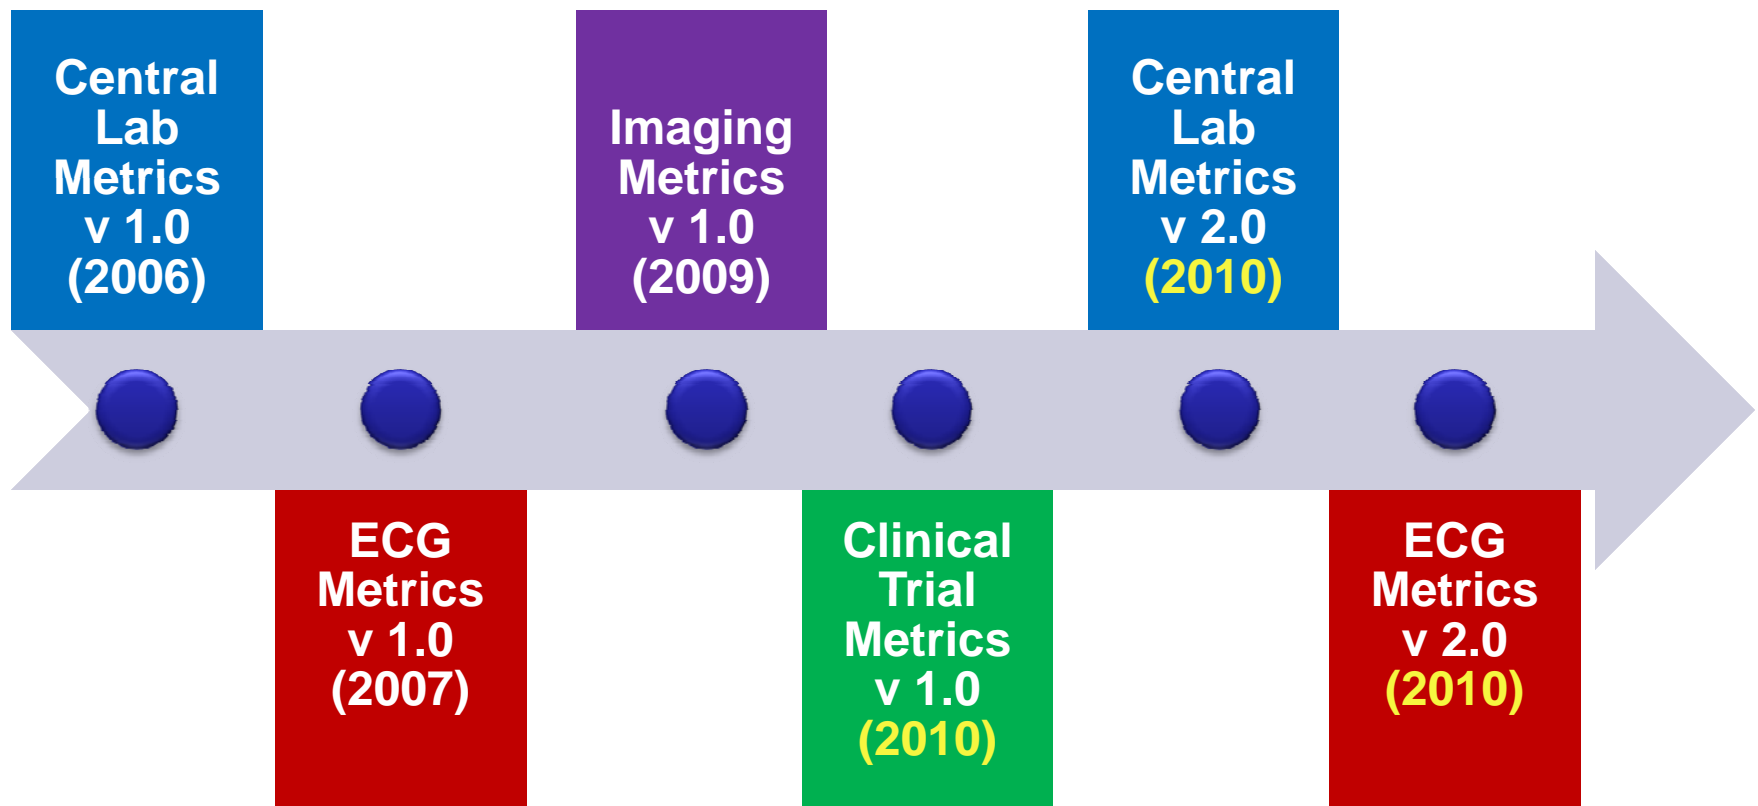 Central
Lab
Metrics
v 1.0
(2006)
ECG
Metrics
v 1.0
(2007)
Imaging
Metrics
v 1.0
(2009)
Clinical
Trial
Metrics
v 1.0
(2010)
Central
Lab
Metrics
v 2.0
(2010)
ECG
Metrics
v 2.0
(2010)